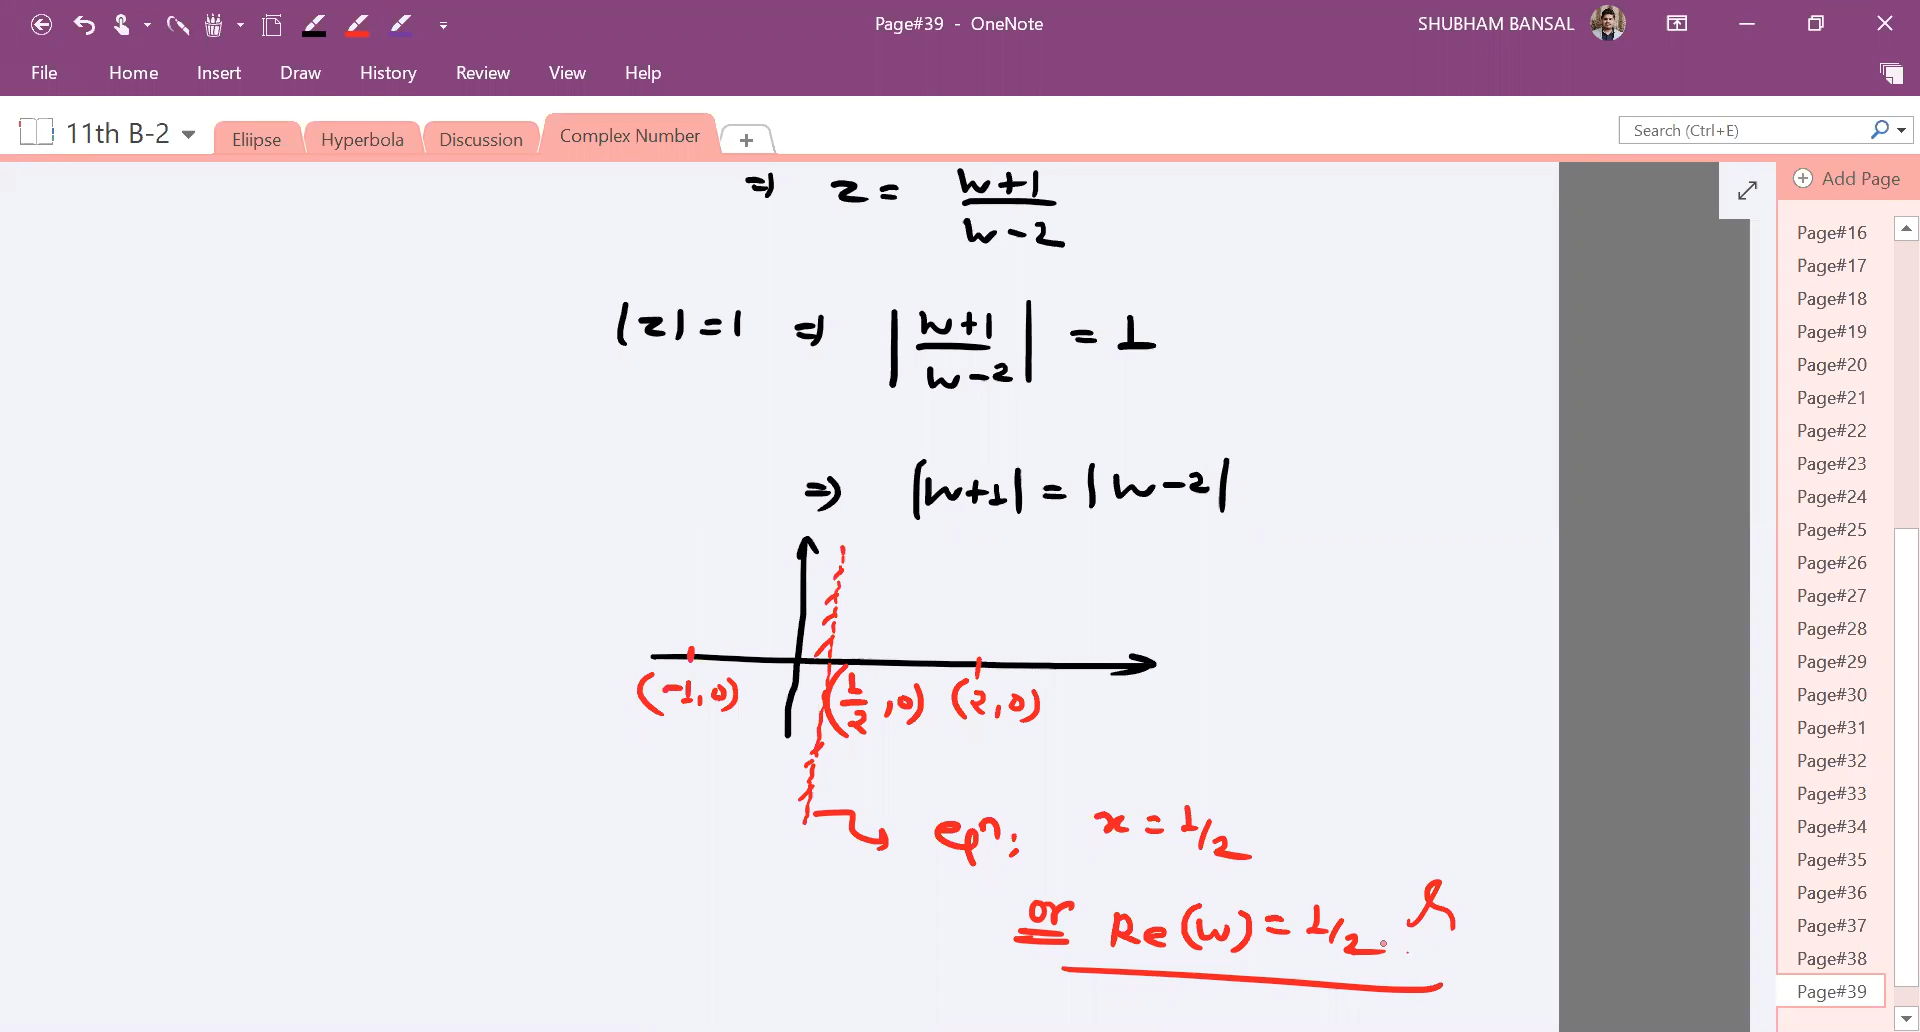 Page#39 - OneNote
SHUBHAM BANSAL
File Home Insert Draw History Review View Help
11th B-2
Eliipse Hyperbola Discussion Complex Number +
Search (Ctrl+E)
Add Page
⇒ z = (w+1)/(w-2)
|z| = 1 ⇒ |(w+1)/(w-2)| = 1
⇒ |w+1| = |w-2|
(-1,0) (1/2,0) (2,0)
eqn: x = 1/2
or Re(w) = 1/2.
Page#16
Page#17
Page#18
Page#19
Page#20
Page#21
Page#22
Page#23
Page#24
Page#25
Page#26
Page#27
Page#28
Page#29
Page#30
Page#31
Page#32
Page#33
Page#34
Page#35
Page#36
Page#37
Page#38
Page#39